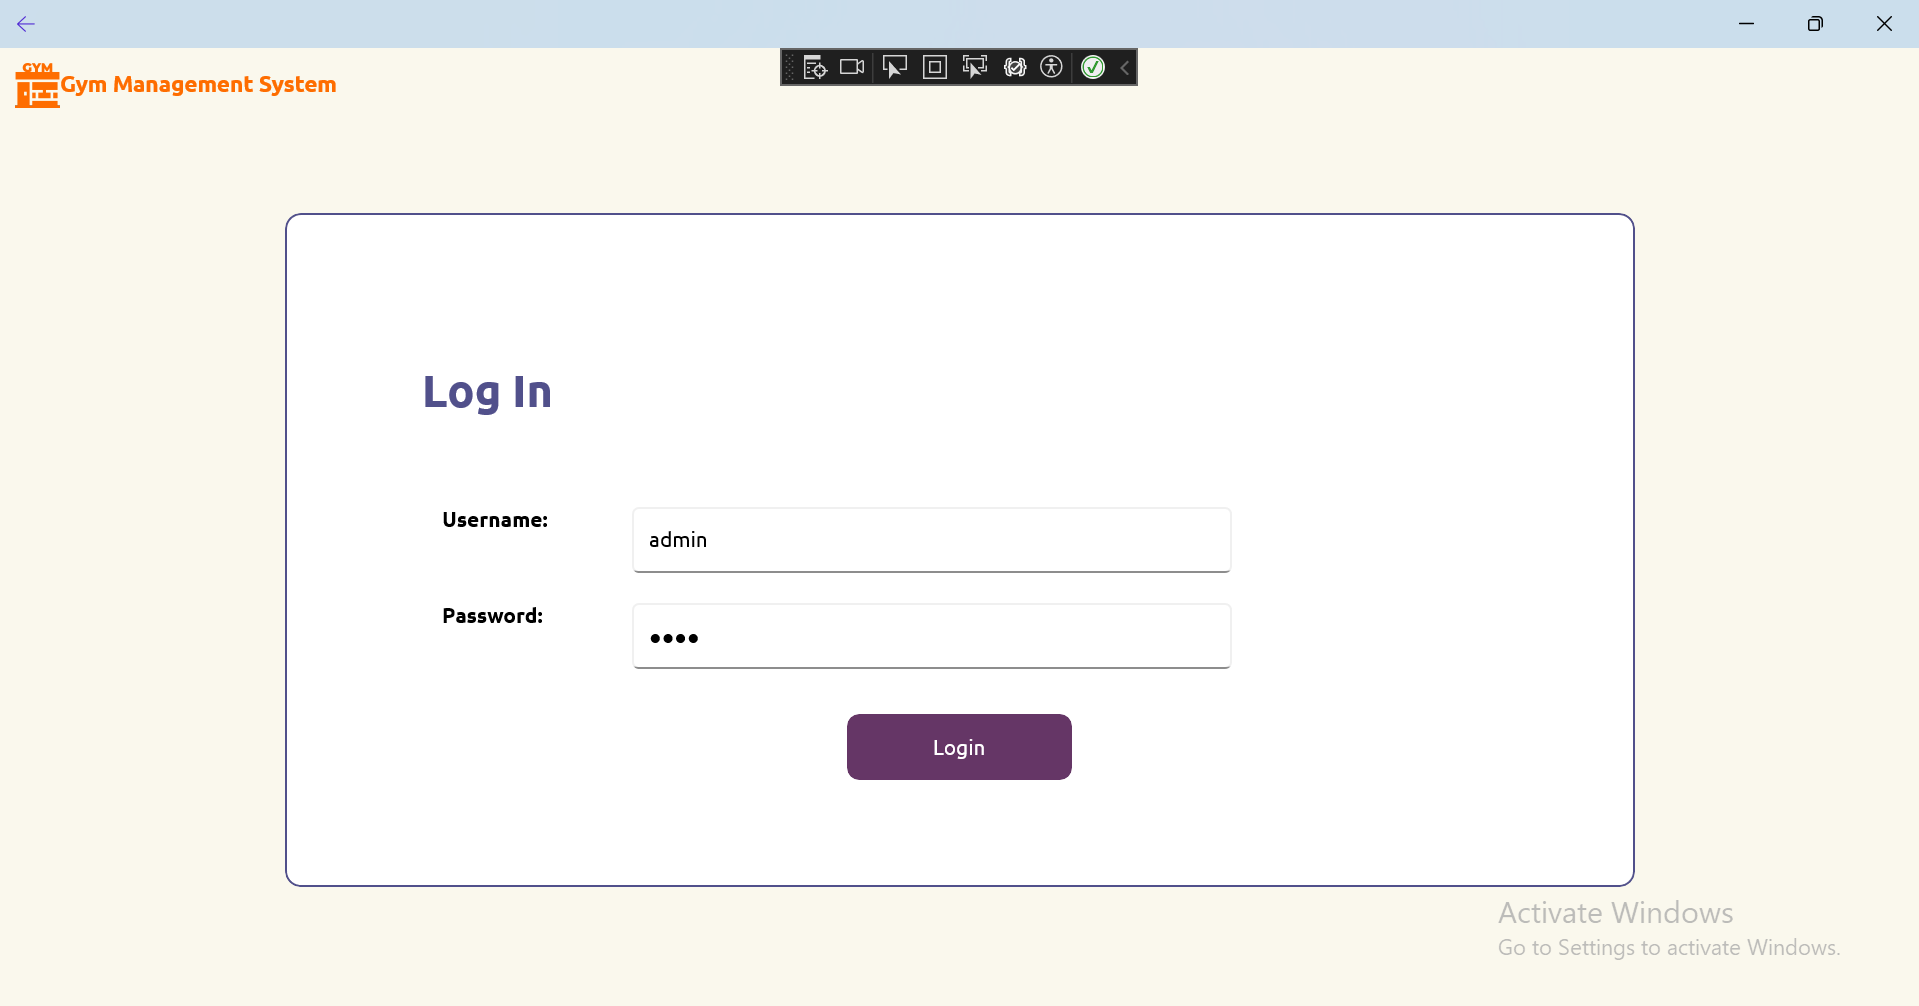 GYM
Gym Management System
Log In
Username:
admin
Password:
Login
Activate Windows
Go to Settings to activate Windows.